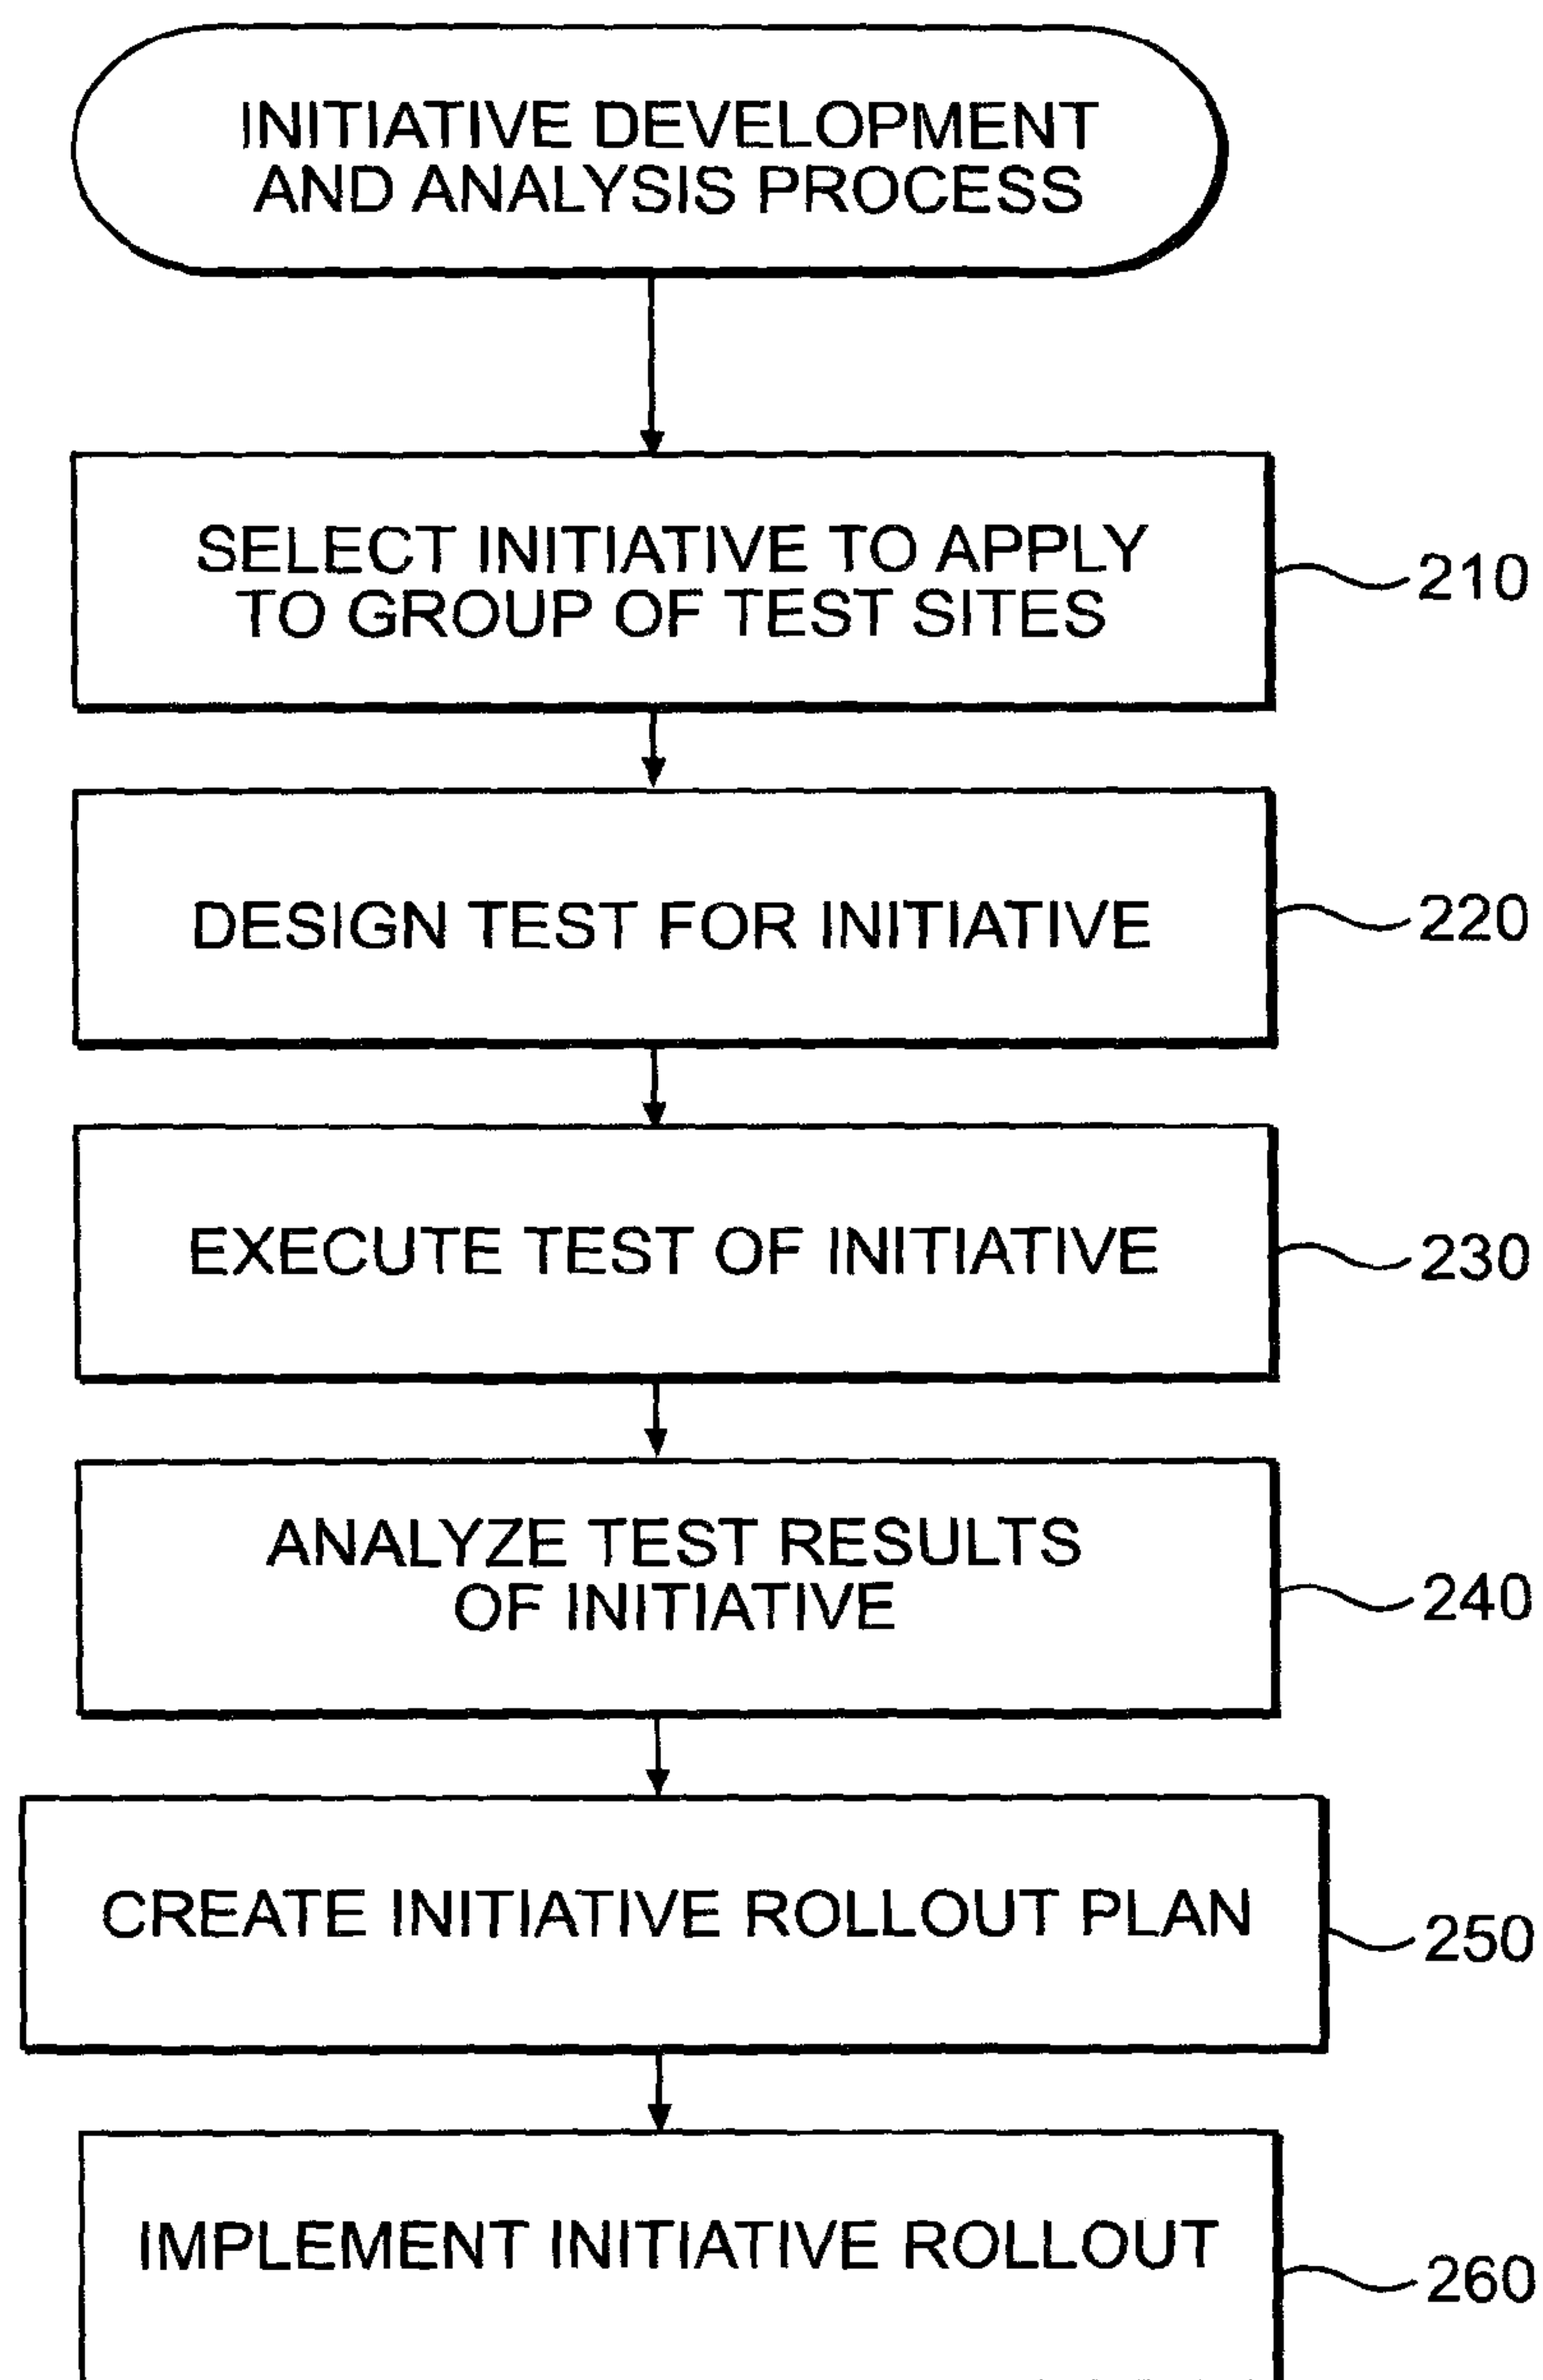 INITIATIVE DEVELOPMENT
AND ANALYSIS PROCESS
SELECT INITIATIVE TO APPLY
TO GROUP OF TEST SITES
210
DESIGN TEST FOR INITIATIVE
220
EXECUTE TEST OF INITIATIVE
230
ANALYZE TEST RESULTS
OF INITIATIVE
240
CREATE INITIATIVE ROLLOUT PLAN
250
IMPLEMENT INITIATIVE ROLLOUT
260